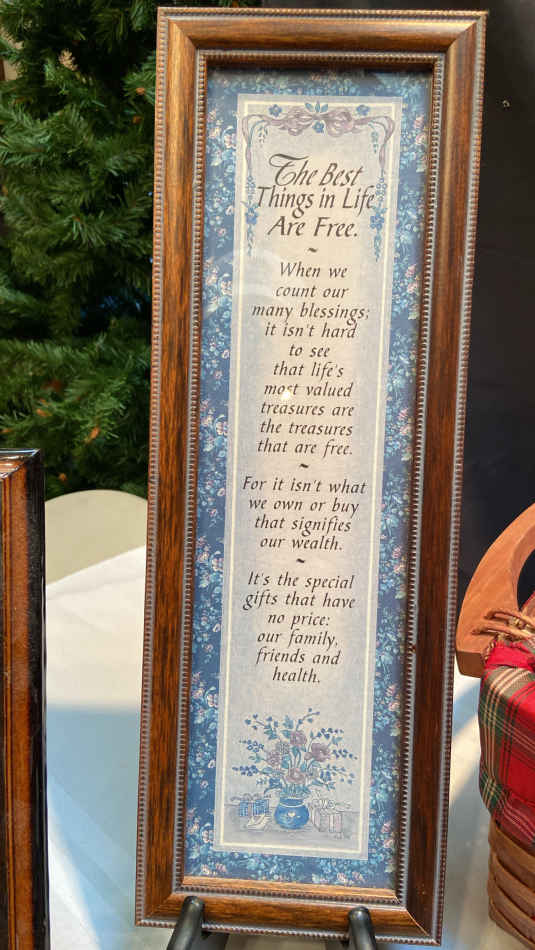 The Best
Things in Life
Are Free.
~
When we
count our
many blessings;
it isn't hard
to see
that life's
most valued
treasures are
the treasures
that are free.
~
For it isn't what
we own or buy
that signifies
our wealth.
~
It's the special
gifts that have
no price:
our family,
friends and
health.